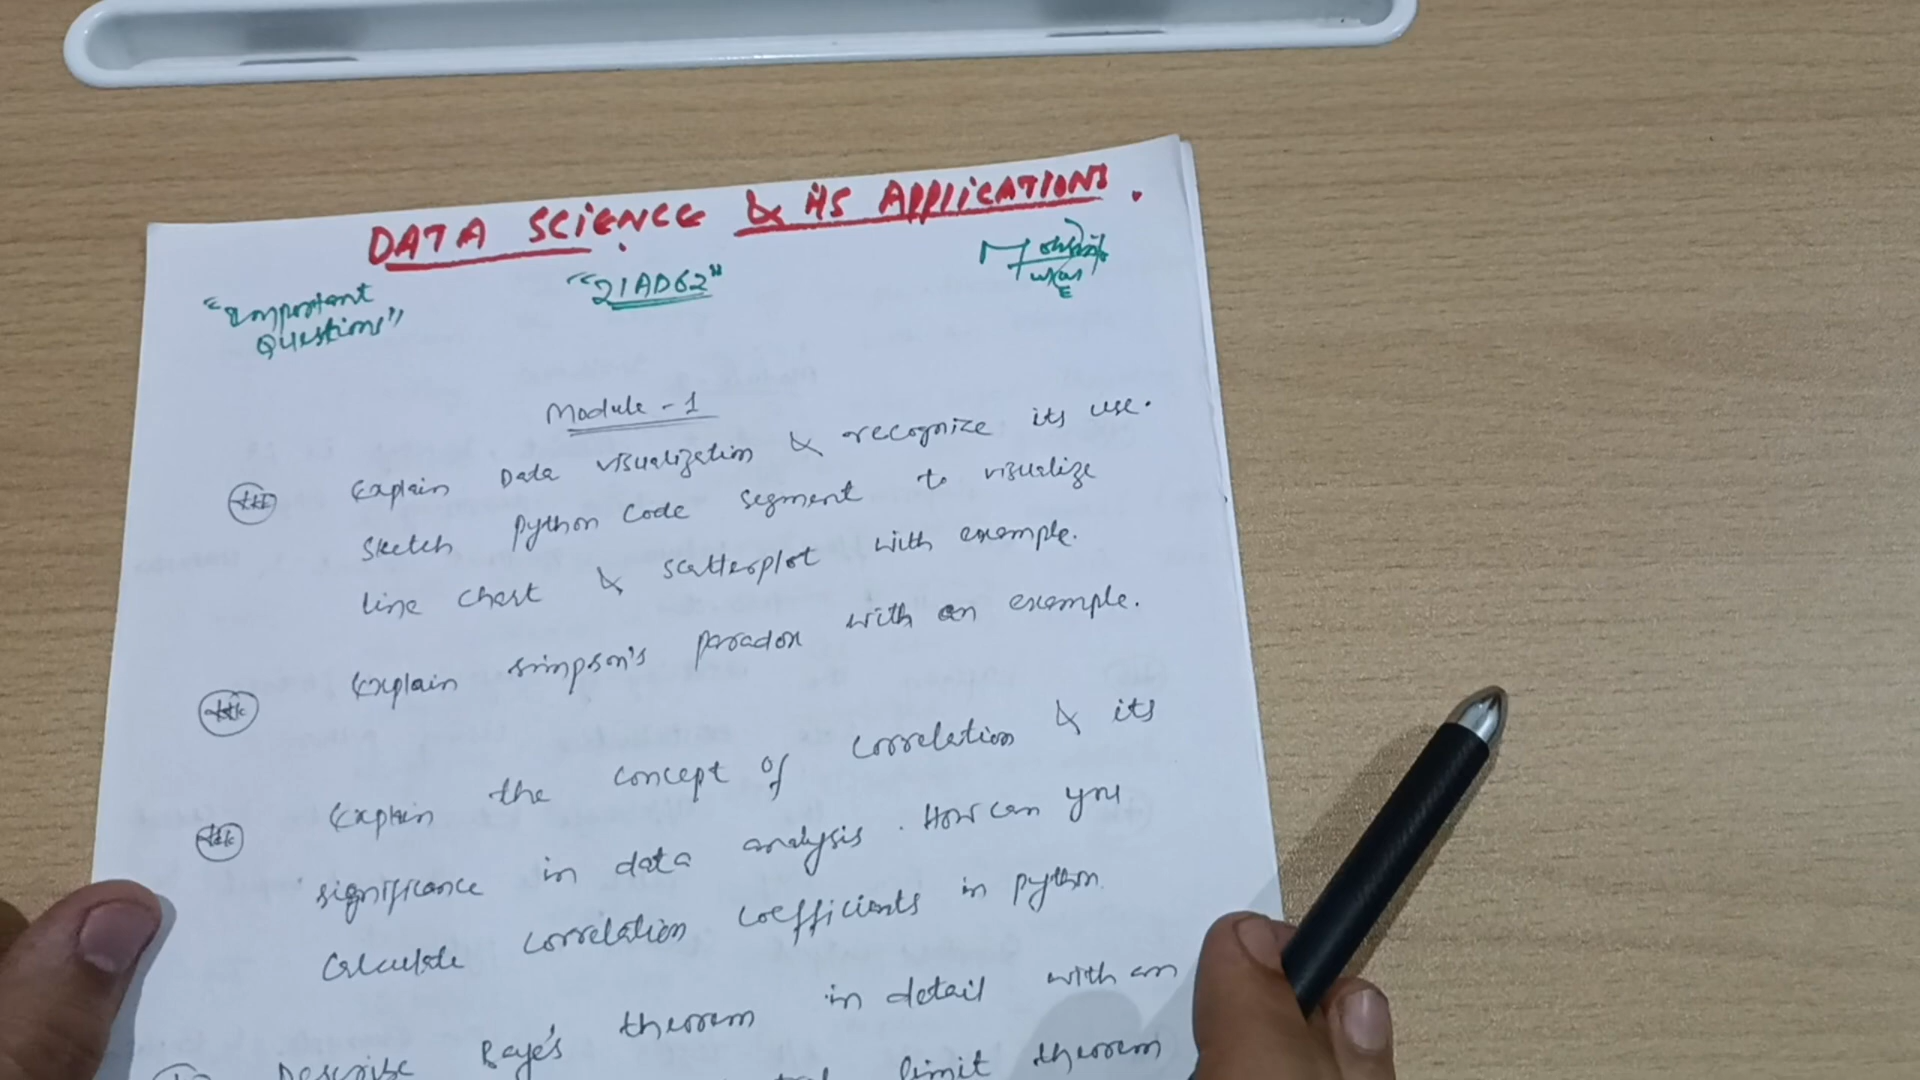 DATA SCIENCE & ITS APPLICATIONS.
"Important Questions"
"21AD62"
Module - 1
Explain Data visualization & recognize its use.
Sketch python code segment to visualize
line chart & scatterplot with example.
Explain simpson's paradox with an example.
Explain the concept of correlation & its
significance in data analysis. How can you
calculate correlation coefficients in python.
Describe Baye's theorem in detail with an
limit theorem